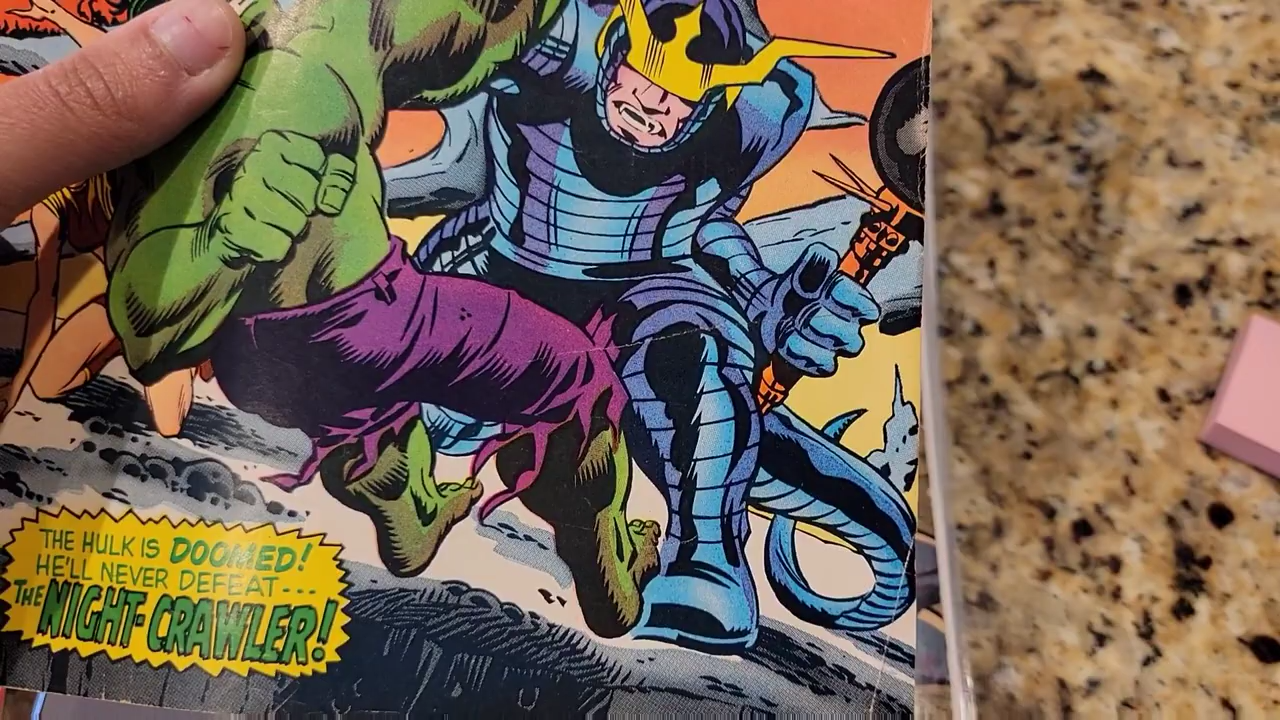 THE HULK IS DOOMED!
HE'LL NEVER DEFEAT---
THE NIGHT-CRAWLER!